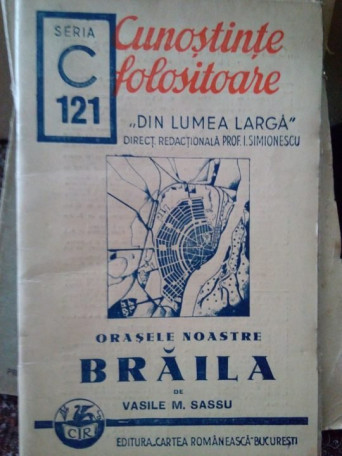 SERIA
C
121
Cunoștințe
folositoare
„DIN LUMEA LARGĂ"
DIRECT. REDACȚIONALĂ PROF. I. SIMIONESCU
ORAȘELE NOASTRE
BRĂILA
DE
VASILE M. SASSU
CR
EDITURA „CARTEA ROMÂNEASCĂ" BUCUREȘTI